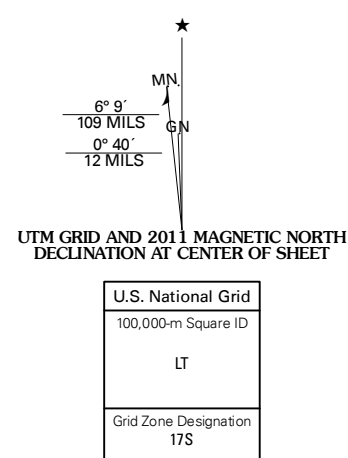 ★
M.N.
6° 9´
109 MILS
GN
0° 40´
12 MILS
UTM GRID AND 2011 MAGNETIC NORTH
DECLINATION AT CENTER OF SHEET
U.S. National Grid
100,000-m Square ID
LT
Grid Zone Designation
17S